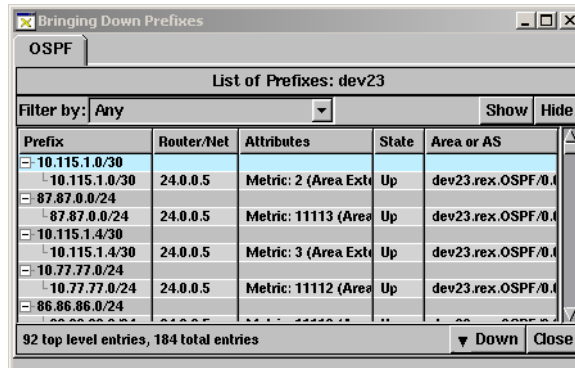 Bringing Down Prefixes
OSPF
List of Prefixes: dev23
Filter by: Any Show Hide
Prefix Router/Net Attributes State Area or AS
10.115.1.0/30
10.115.1.0/30 24.0.0.5 Metric: 2 (Area Exte Up dev23.rex.OSPF/0.0
87.87.0.0/24
87.87.0.0/24 24.0.0.5 Metric: 11113 (Area Up dev23.rex.OSPF/0.0
10.115.1.4/30
10.115.1.4/30 24.0.0.5 Metric: 3 (Area Exte Up dev23.rex.OSPF/0.0
10.77.77.0/24
10.77.77.0/24 24.0.0.5 Metric: 11112 (Area Up dev23.rex.OSPF/0.0
86.86.86.0/24
92 top level entries, 184 total entries Down Close